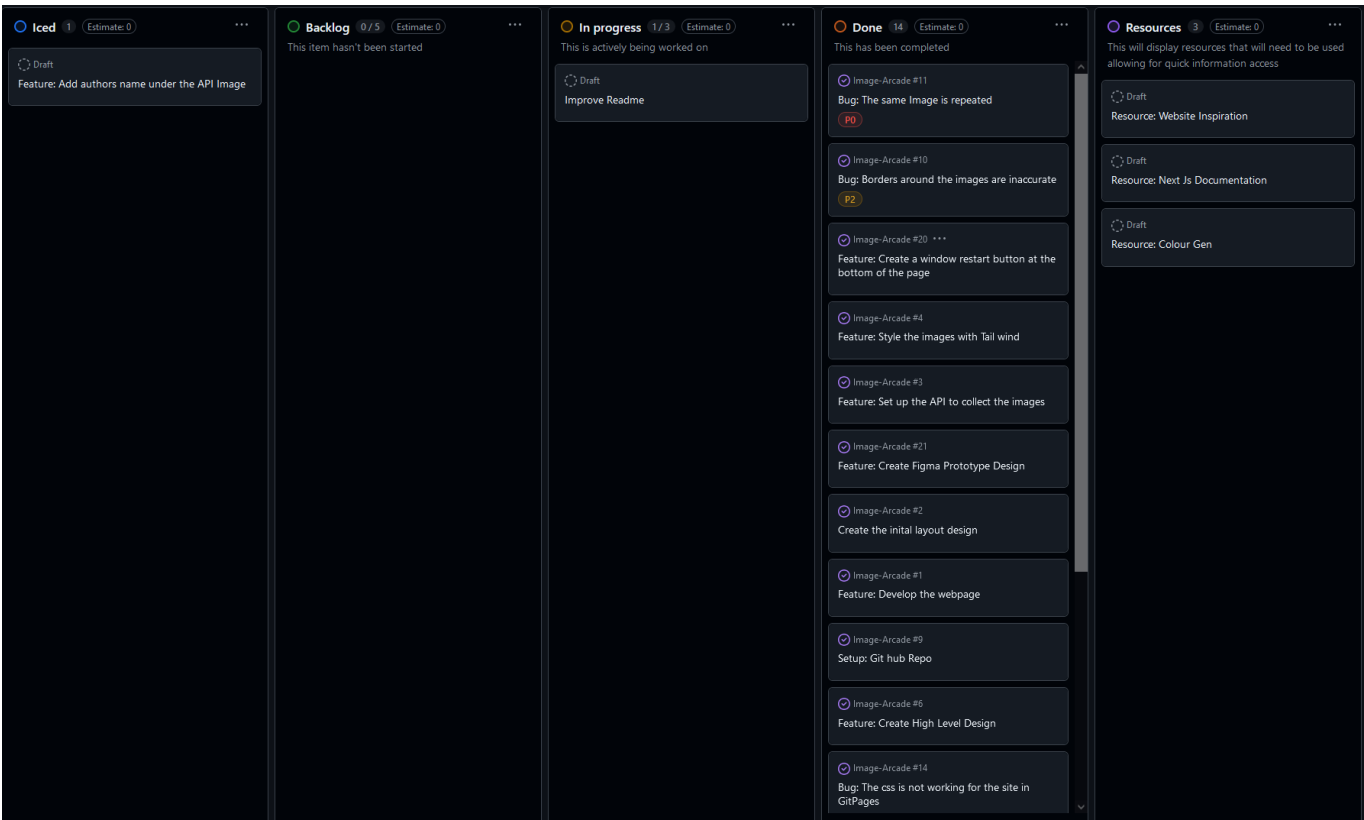 Iced 1 Estimate: 0 ...
Draft
Feature: Add authors name under the API Image
Backlog 0 / 5 Estimate: 0 ...
This item hasn't been started
In progress 1 / 3 Estimate: 0 ...
This is actively being worked on
Draft
Improve Readme
Done 14 Estimate: 0 ...
This has been completed
Image-Arcade #11
Bug: The same Image is repeated
P0
Image-Arcade #10
Bug: Borders around the images are inaccurate
P2
Image-Arcade #20 ...
Feature: Create a window restart button at the
bottom of the page
Image-Arcade #4
Feature: Style the images with Tail wind
Image-Arcade #3
Feature: Set up the API to collect the images
Image-Arcade #21
Feature: Create Figma Prototype Design
Image-Arcade #2
Create the inital layout design
Image-Arcade #1
Feature: Develop the webpage
Image-Arcade #9
Setup: Git hub Repo
Image-Arcade #6
Feature: Create High Level Design
Image-Arcade #14
Bug: The css is not working for the site in
GitPages
Resources 3 Estimate: 0 ...
This will display resources that will need to be used
allowing for quick information access
Draft
Resource: Website Inspiration
Draft
Resource: Next Js Documentation
Draft
Resource: Colour Gen